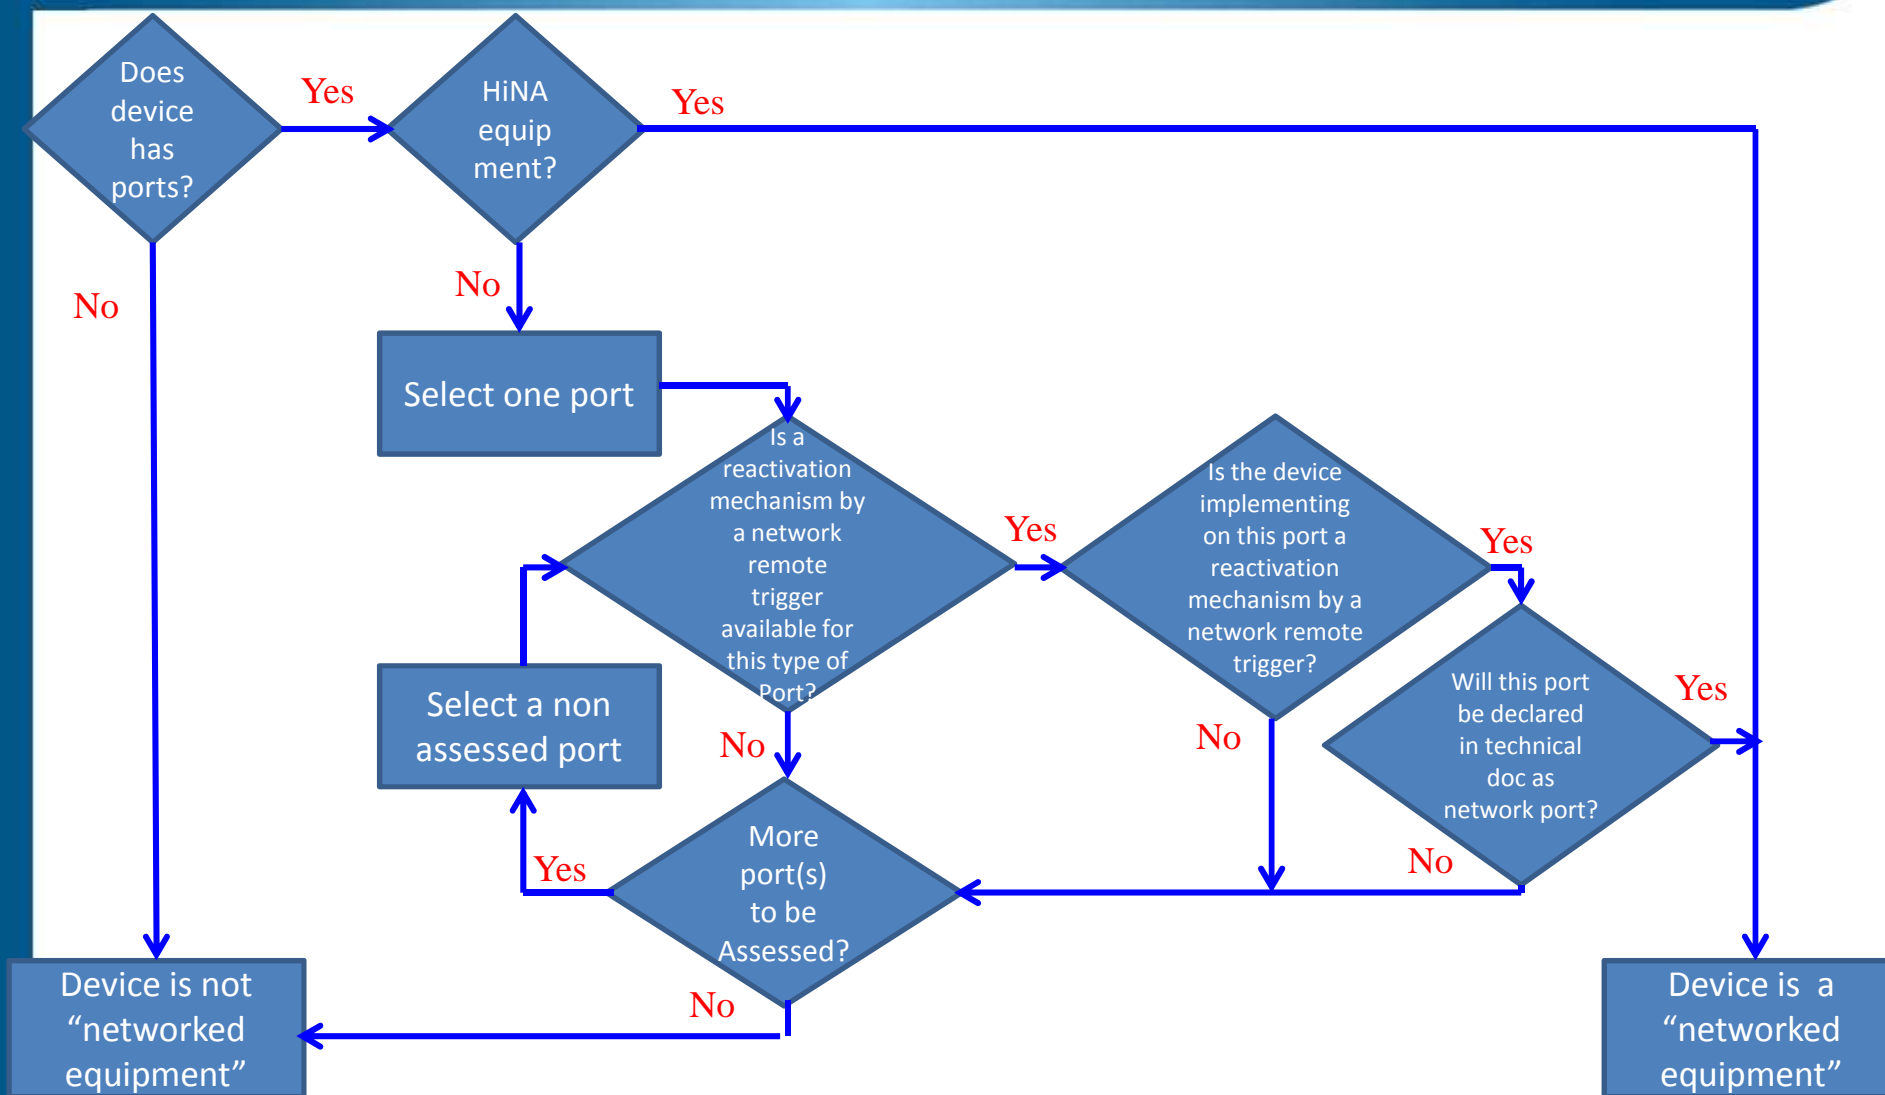 Does
device
has
ports?
Yes
HiNA
equip
ment?
Yes
No
No
Select one port
Is a
reactivation
mechanism by
a network
remote
trigger
available for
this type of
Port?
Yes
Is the device
implementing
on this port a
reactivation
mechanism by a
network remote
trigger?
Yes
Will this port
be declared
in technical
doc as
network port?
Yes
No
No
No
Select a non
assessed port
More
port(s)
to be
Assessed?
Yes
No
Device is not
“networked
equipment”
Device is  a
“networked
equipment”